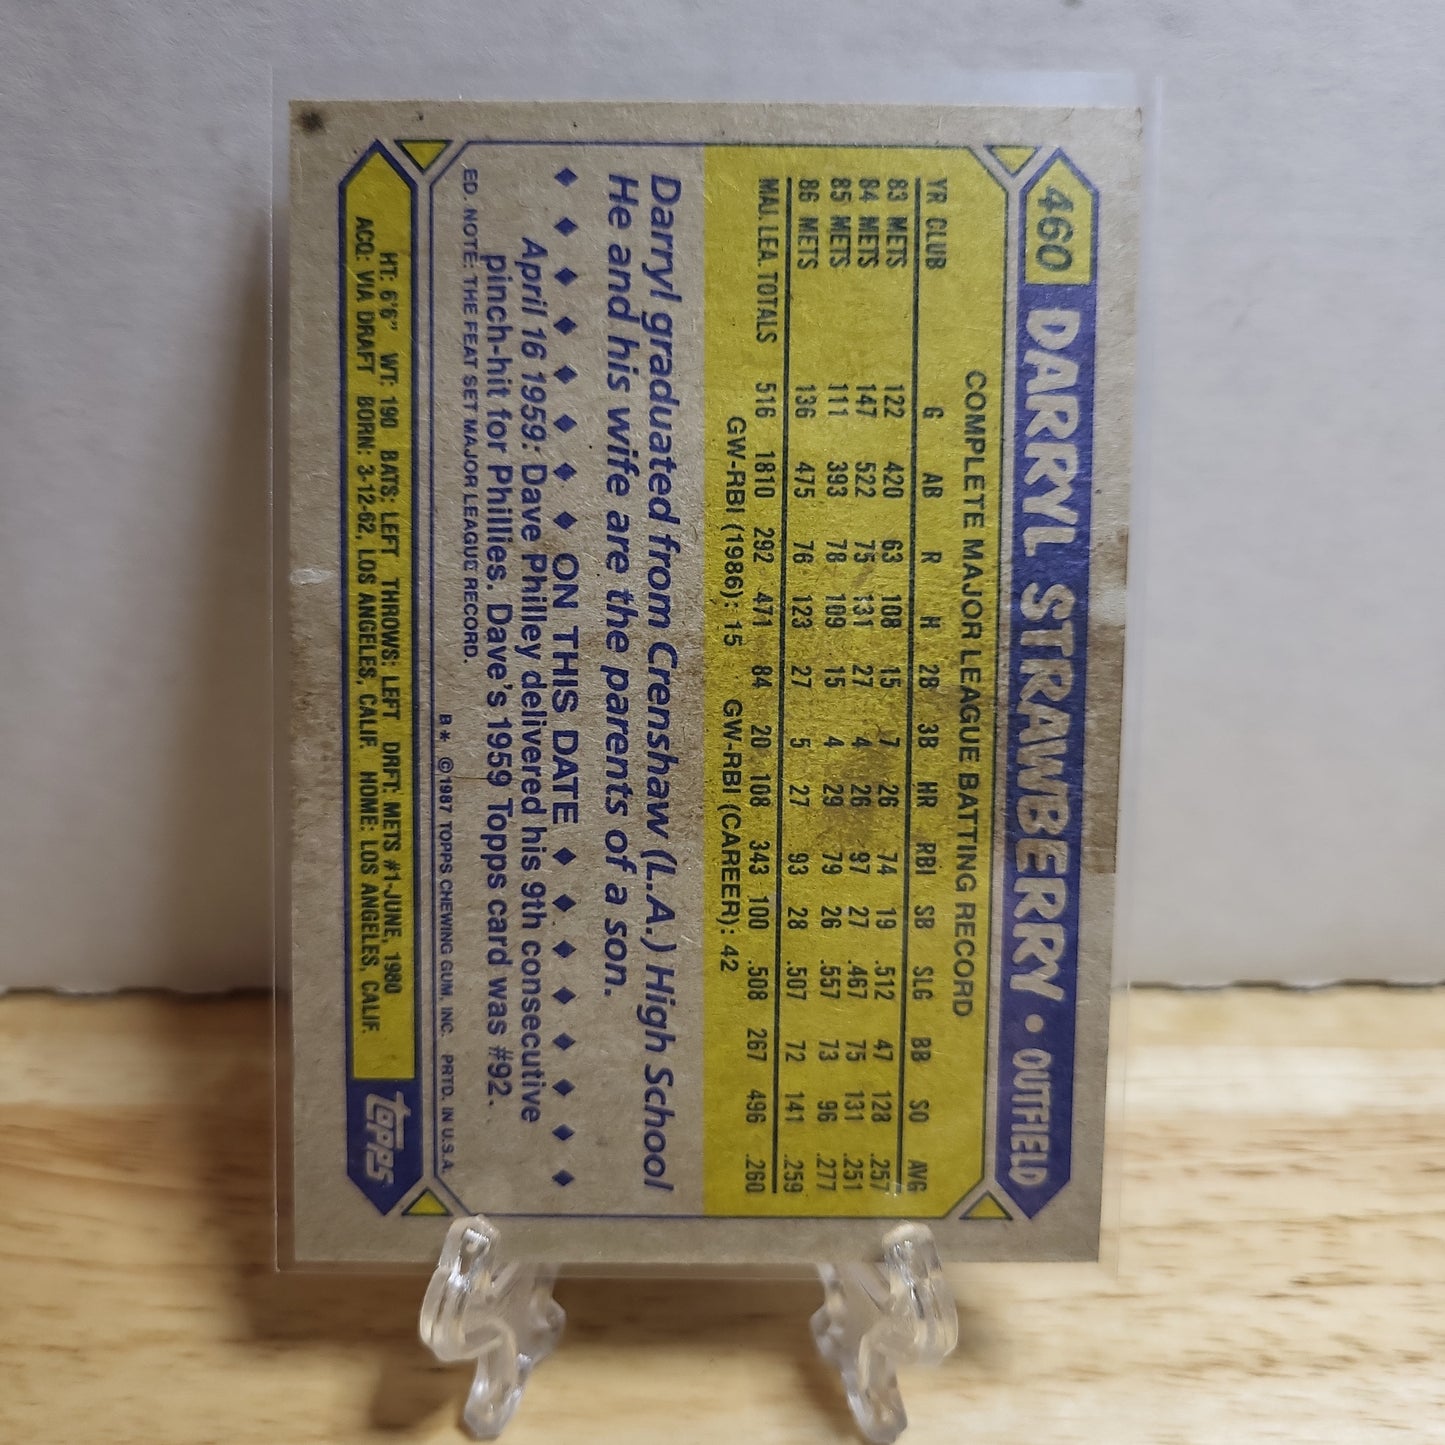 460 DARRYL STRAWBERRY • OUTFIELD
COMPLETE MAJOR LEAGUE BATTING RECORD
YR CLUB G AB R H 2B 3B HR RBI SB SLG BB SO AVG
83 METS 122 420 63 108 15 7 26 74 19 .512 47 128 .257
84 METS 147 522 75 131 27 4 26 97 27 .467 75 131 .251
85 METS 111 393 78 109 15 4 29 79 26 .557 73 96 .277
86 METS 136 475 76 123 27 5 27 93 28 .507 72 141 .259
MAJ. LEA. TOTALS 516 1810 292 471 84 20 108 343 100 .508 267 496 .260
GW-RBI (1986): 15 GW-RBI (CAREER): 42
Darryl graduated from Crenshaw (L.A.) High School
He and his wife are the parents of a son.
ON THIS DATE
April 16 1959: Dave Philley delivered his 9th consecutive
pinch-hit for Phillies. Dave's 1959 Topps card was #92.
ED. NOTE: THE FEAT SET MAJOR LEAGUE RECORD.
B* ©1987 TOPPS CHEWING GUM, INC. PRTD. IN U.S.A.
HT: 6'6" WT: 190 BATS: LEFT THROWS: LEFT DRFT: METS #1-JUNE, 1980
ACQ: VIA DRAFT BORN: 3-12-62, LOS ANGELES, CALIF. HOME: LOS ANGELES, CALIF.
topps